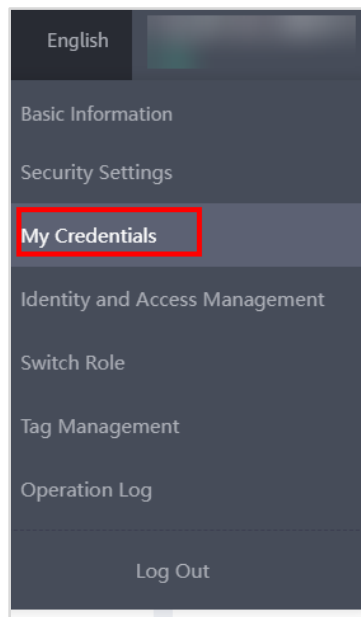 English
Basic Information
Security Settings
My Credentials
Identity and Access Management
Switch Role
Tag Management
Operation Log
Log Out